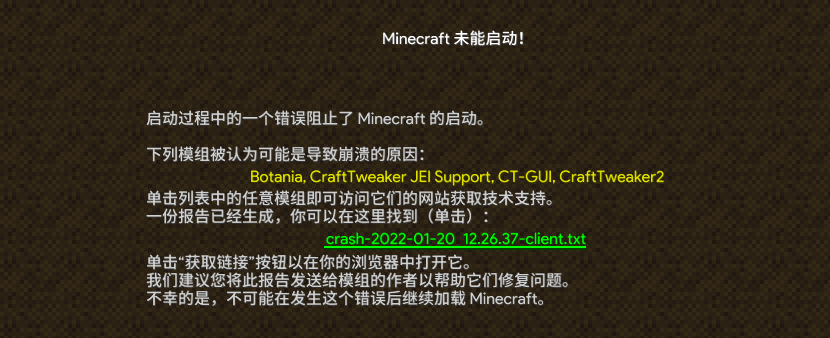 Minecraft 未能启动！
启动过程中的一个错误阻止了 Minecraft 的启动。
下列模组被认为可能是导致崩溃的原因：
Botania, CraftTweaker JEI Support, CT-GUI, CraftTweaker2
单击列表中的任意模组即可访问它们的网站获取技术支持。
一份报告已经生成，你可以在这里找到（单击）：
crash-2022-01-20_12.26.37-client.txt
单击“获取链接”按钮以在你的浏览器中打开它。
我们建议您将此报告发送给模组的作者以帮助它们修复问题。
不幸的是，不可能在发生这个错误后继续加载 Minecraft。